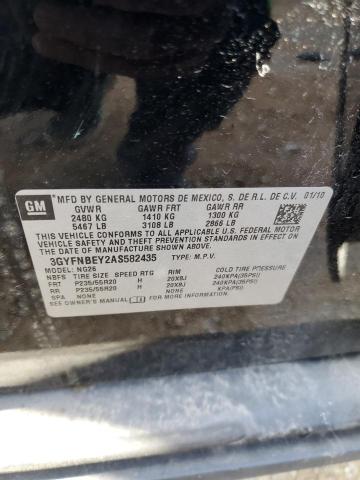 GM
MFD BY GENERAL MOTORS DE MEXICO, S. DE R.L. DE C.V. 01/10
GVWR GAWR FRT GAWR RR
2480 KG 1410 KG 1300 KG
5467 LB 3108 LB 2866 LB
THIS VEHICLE CONFORMS TO ALL APPLICABLE U.S. FEDERAL MOTOR
VEHICLE SAFETY, BUMPER, AND THEFT PREVENTION STANDARDS IN EFFECT ON THE
DATE OF MANUFACTURE SHOWN ABOVE.
3GYFNBEY2AS582435 TYPE: M.P.V.
MODEL: NG26
NBFS TIRE SIZE SPEED RTG RIM COLD TIRE PRESSURE
FRT P235/55R20 H 20X8J 240KPA(35PSI)
RR P235/55R20 H 20X8J 240KPA(35PSI)
SPA NONE NONE KPA(PSI)
SEE OWNER'S MANUAL